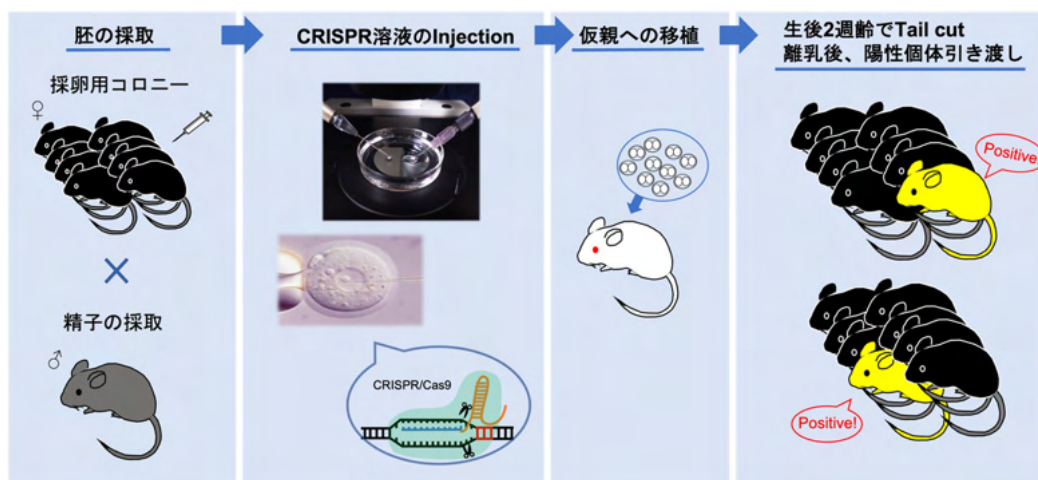 胚の採取
採卵用コロニー
♀
×
精子の採取
♂
CRISPR溶液のInjection
CRISPR/Cas9
仮親への移植
生後2週齢でTail cut
離乳後、陽性個体引き渡し
Positive!
Positive!